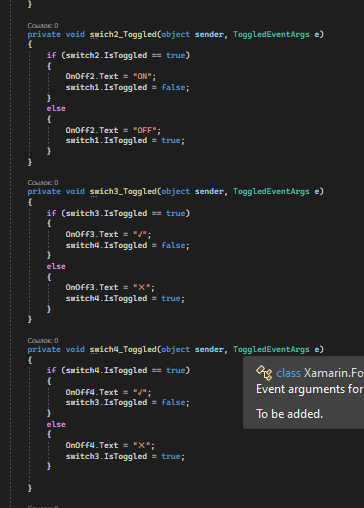 }
Ссылок: 0
private void swich2_Toggled(object sender, ToggledEventArgs e)
{
if (switch2.IsToggled == true)
{
OnOff2.Text = "ON";
switch1.IsToggled = false;
}
else
{
OnOff2.Text = "OFF";
switch1.IsToggled = true;
}
}
Ссылок: 0
private void swich3_Toggled(object sender, ToggledEventArgs e)
{
if (switch3.IsToggled == true)
{
OnOff3.Text = "√";
switch4.IsToggled = false;
}
else
{
OnOff3.Text = "×";
switch4.IsToggled = true;
}
}
Ссылок: 0
private void swich4_Toggled(object sender, ToggledEventArgs e)
{
if (switch4.IsToggled == true)
{
OnOff4.Text = "√";
switch3.IsToggled = false;
}
else
{
OnOff4.Text = "×";
switch3.IsToggled = true;
}
}
class Xamarin.Fo
Event arguments for
To be added.